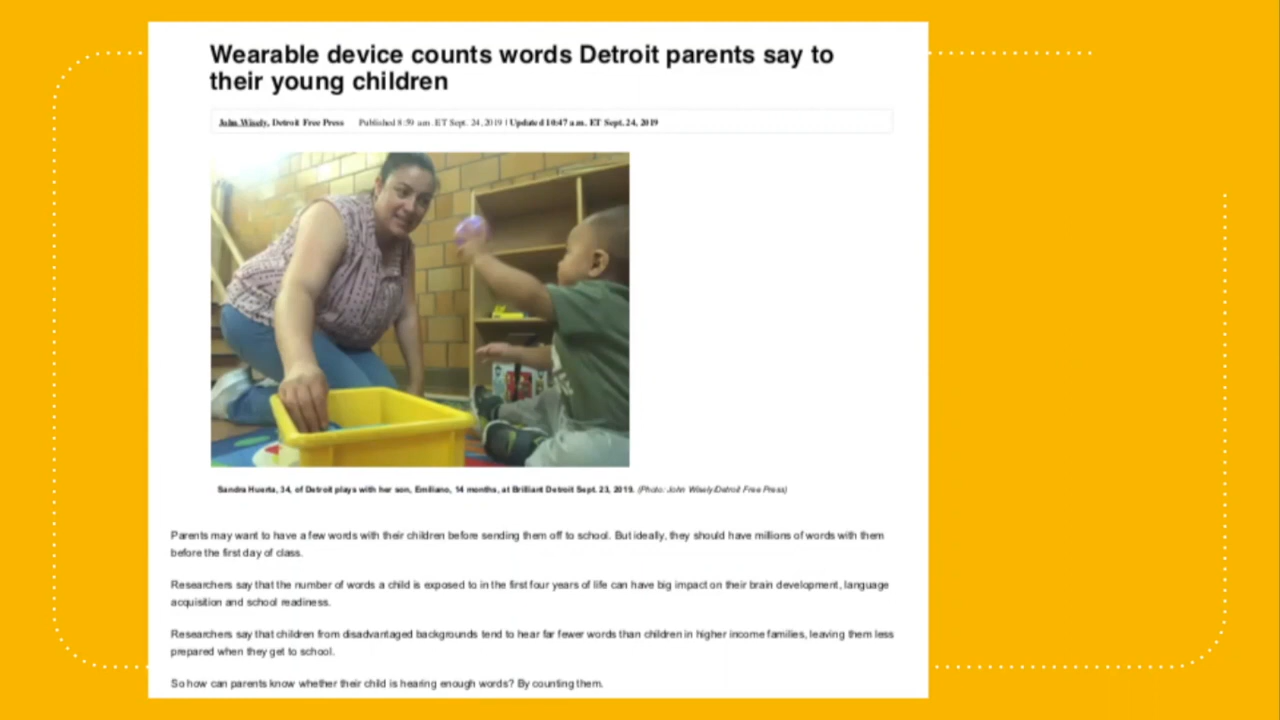 Wearable device counts words Detroit parents say to
their young children
John Wisely, Detroit Free Press Published 8:59 a.m. ET Sept. 24, 2019 | Updated 10:47 a.m. ET Sept. 24, 2019
Sandra Huerta, 34, of Detroit plays with her son, Emiliano, 14 months, at Brilliant Detroit Sept. 23, 2019. (Photo: John Wisely/Detroit Free Press)
Parents may want to have a few words with their children before sending them off to school. But ideally, they should have millions of words with them
before the first day of class.
Researchers say that the number of words a child is exposed to in the first four years of life can have big impact on their brain development, language
acquisition and school readiness.
Researchers say that children from disadvantaged backgrounds tend to hear far fewer words than children in higher income families, leaving them less
prepared when they get to school.
So how can parents know whether their child is hearing enough words? By counting them.